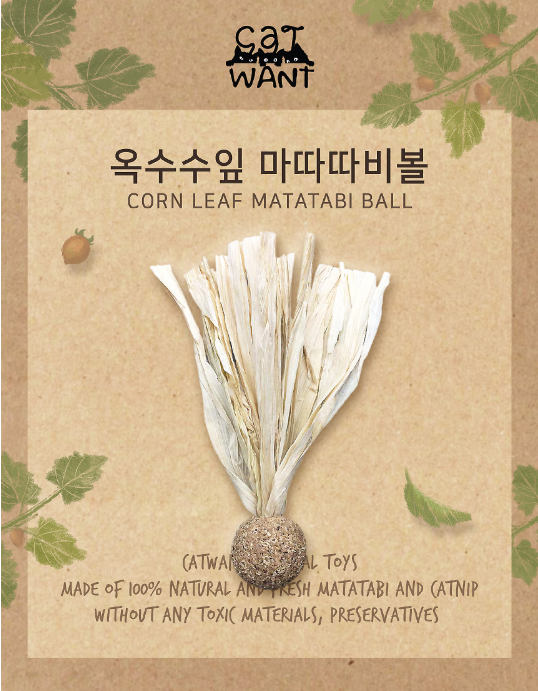 cat
WANT
옥수수잎 마따따비볼
CORN LEAF MATATABI BALL
TOYS
MADE OF 100% NATURAL AND FRESH MATATABI AND CATNIP
WITHOUT ANY TOXIC MATERIALS, PRESERVATIVES